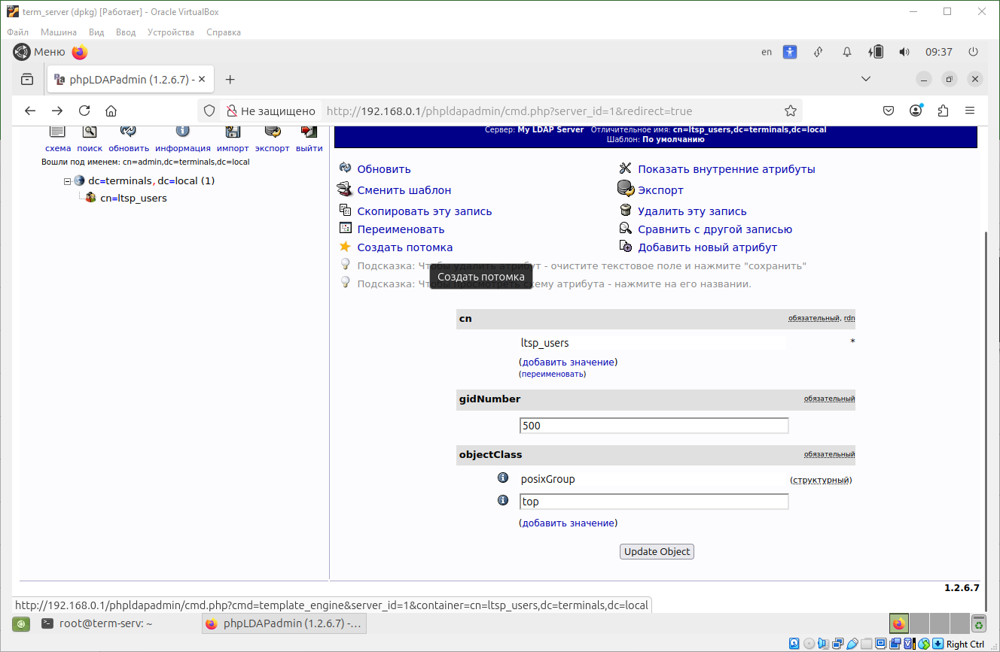 term_server (dpkg) [Работает] - Oracle VirtualBox
Файл Машина Вид Ввод Устройства Справка
Меню en 09:37
phpLDAPadmin (1.2.6.7) -
Не защищено http://192.168.0.1/phpldapadmin/cmd.php?server_id=1&redirect=true
схема поиск обновить информация импорт экспорт выйти
Вошли под именем: cn=admin,dc=terminals,dc=local
dc=terminals,dc=local (1)
cn=ltsp_users
Сервер: My LDAP Server Отличительное имя: cn=ltsp_users,dc=terminals,dc=local
Шаблон: По умолчанию
Обновить Показать внутренние атрибуты
Сменить шаблон Экспорт
Скопировать эту запись Удалить эту запись
Переименовать Сравнить с другой записью
Создать потомка Добавить новый атрибут
Подсказка: Чтобы удалить атрибут - очистите текстовое поле и нажмите "сохранить"
Создать потомка
Подсказка: Чтобы просмотреть схему атрибута - нажмите на его названии.
cn обязательный, rdn
ltsp_users *
(добавить значение)
(переименовать)
gidNumber обязательный
500
objectClass обязательный
posixGroup (структурный)
top
(добавить значение)
Update Object
1.2.6.7
http://192.168.0.1/phpldapadmin/cmd.php?cmd=template_engine&server_id=1&container=cn=ltsp_users,dc=terminals,dc=local
root@term-serv: ~ phpLDAPadmin (1.2.6.7) -...
Right Ctrl